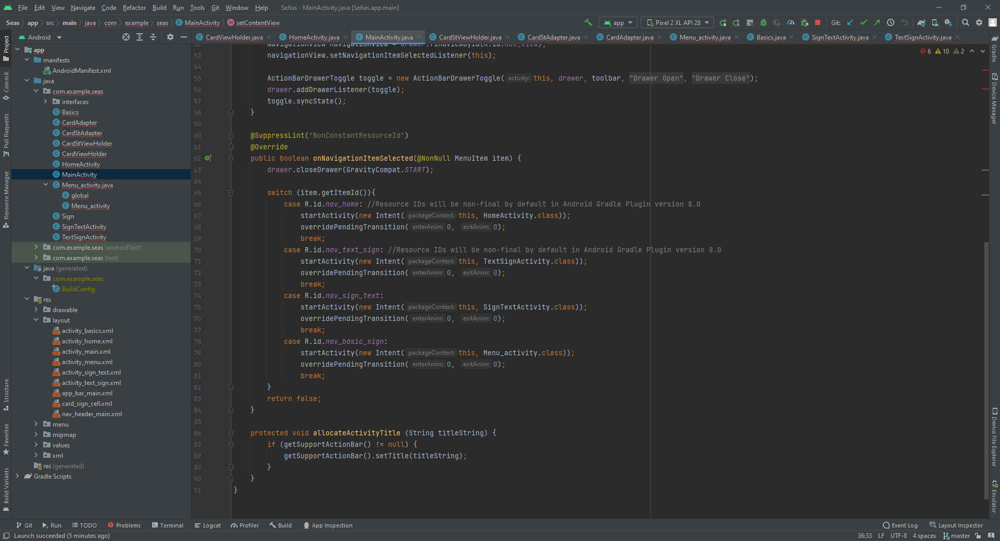 File Edit View Navigate Code Refactor Build Run Tools Git Window Help Señas - MainActivity.java [Señas.app.main]
Seas app src main java com example seas MainActivity setContentView app Pixel 2 XL API 28 Git:
Android
CardViewHolder.java HomeActivity.java MainActivity.java CardStViewHolder.java CardStAdapter.java CardAdapter.java Menu_activity.java Basics.java SignTextActivity.java TextSignActivity.java
Project
Commit
Pull Requests
Resource Manager
Structure
Favorites
Build Variants
app
manifests
AndroidManifest.xml
java
com.example.seas
interfaces
Basics
CardAdapter
CardStAdapter
CardStViewHolder
CardViewHolder
HomeActivity
MainActivity
Menu_activity.java
global
Menu_activity
Sign
SignTextActivity
TextSignActivity
com.example.seas (androidTest)
com.example.seas (test)
java (generated)
com.example.seas
BuildConfig
res
drawable
layout
activity_basics.xml
activity_home.xml
activity_main.xml
activity_menu.xml
activity_sign_text.xml
activity_text_sign.xml
app_bar_main.xml
card_sign_cell.xml
nav_header_main.xml
menu
mipmap
values
xml
res (generated)
Gradle Scripts
6 10 2
52 NavigationView navigationView = drawer.findViewById(R.id.nav_view);
53 navigationView.setNavigationItemSelectedListener(this);
54
55 ActionBarDrawerToggle toggle = new ActionBarDrawerToggle( activity: this, drawer, toolbar, "Drawer Open", "Drawer Close");
56 drawer.addDrawerListener(toggle);
57 toggle.syncState();
58 }
59
60 @SuppressLint("NonConstantResourceId")
61 @Override
62 public boolean onNavigationItemSelected(@NonNull MenuItem item) {
63 drawer.closeDrawer(GravityCompat.START);
64
65 switch (item.getItemId()){
66 case R.id.nav_home: //Resource IDs will be non-final by default in Android Gradle Plugin version 8.0
67 startActivity(new Intent( packageContext: this, HomeActivity.class));
68 overridePendingTransition( enterAnim: 0, exitAnim: 0);
69 break;
70 case R.id.nav_text_sign: //Resource IDs will be non-final by default in Android Gradle Plugin version 8.0
71 startActivity(new Intent( packageContext: this, TextSignActivity.class));
72 overridePendingTransition( enterAnim: 0, exitAnim: 0);
73 break;
74 case R.id.nav_sign_text:
75 startActivity(new Intent( packageContext: this, SignTextActivity.class));
76 overridePendingTransition( enterAnim: 0, exitAnim: 0);
77 break;
78 case R.id.nav_basic_sign:
79 startActivity(new Intent( packageContext: this, Menu_activity.class));
80 overridePendingTransition( enterAnim: 0, exitAnim: 0);
81 break;
82 }
83 return false;
84 }
85
86 protected void allocateActivityTitle (String titleString) {
87 if (getSupportActionBar() != null) {
88 getSupportActionBar().setTitle(titleString);
89 }
90 }
91 }
Gradle
Device Manager
Device File Explorer
Emulator
Git Run TODO Problems Terminal Logcat Profiler Build App Inspection Event Log Layout Inspector
Launch succeeded (5 minutes ago) 36:33 LF UTF-8 4 spaces master